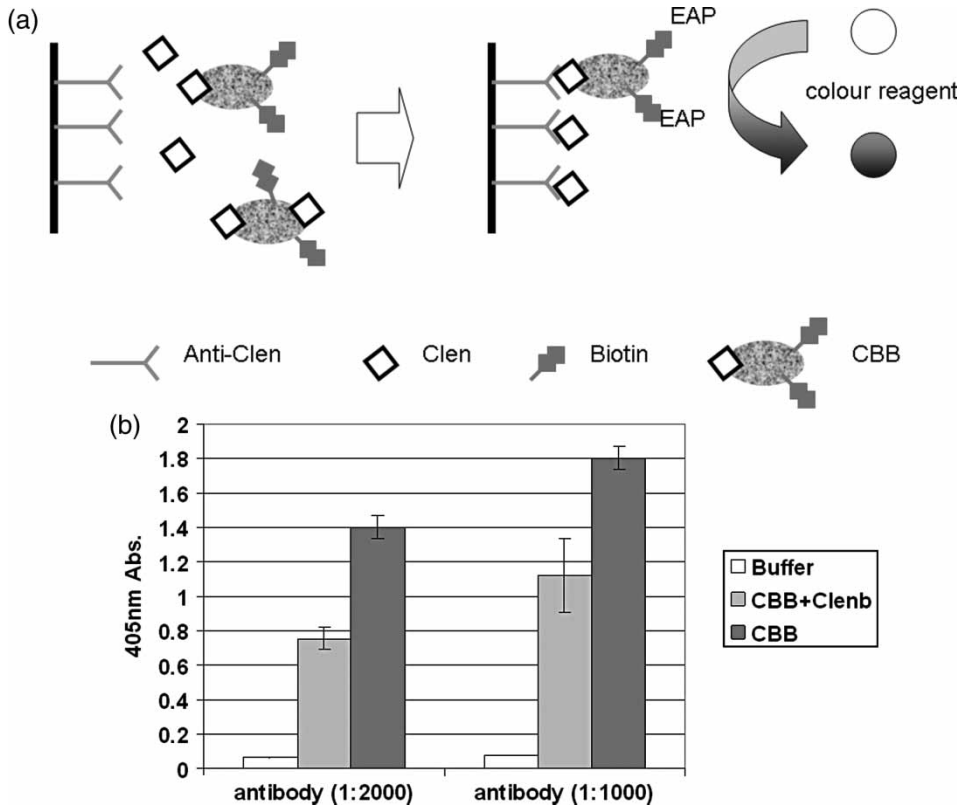 (a)
EAP
EAP
colour reagent
Anti-Clen
Clen
Biotin
CBB
(b)
2
1.8
1.6
1.4
1.2
1
0.8
0.6
0.4
0.2
0
405nm Abs.
antibody (1:2000)
antibody (1:1000)
Buffer
CBB+Clenb
CBB